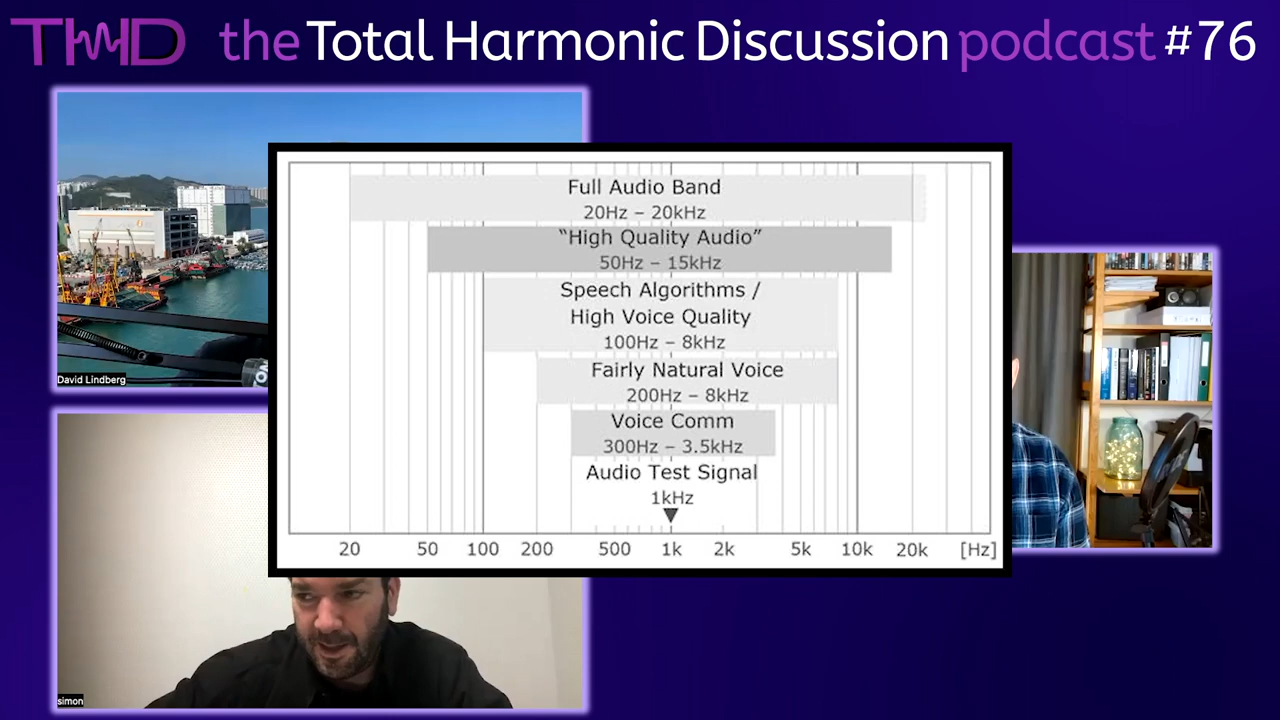 THD the Total Harmonic Discussion podcast #76
Full Audio Band
20Hz – 20kHz
“High Quality Audio”
50Hz – 15kHz
Speech Algorithms /
High Voice Quality
100Hz – 8kHz
Fairly Natural Voice
200Hz – 8kHz
Voice Comm
300Hz – 3.5kHz
Audio Test Signal
1kHz
20 50 100 200 500 1k 2k 5k 10k 20k [Hz]
David Lindberg
simon